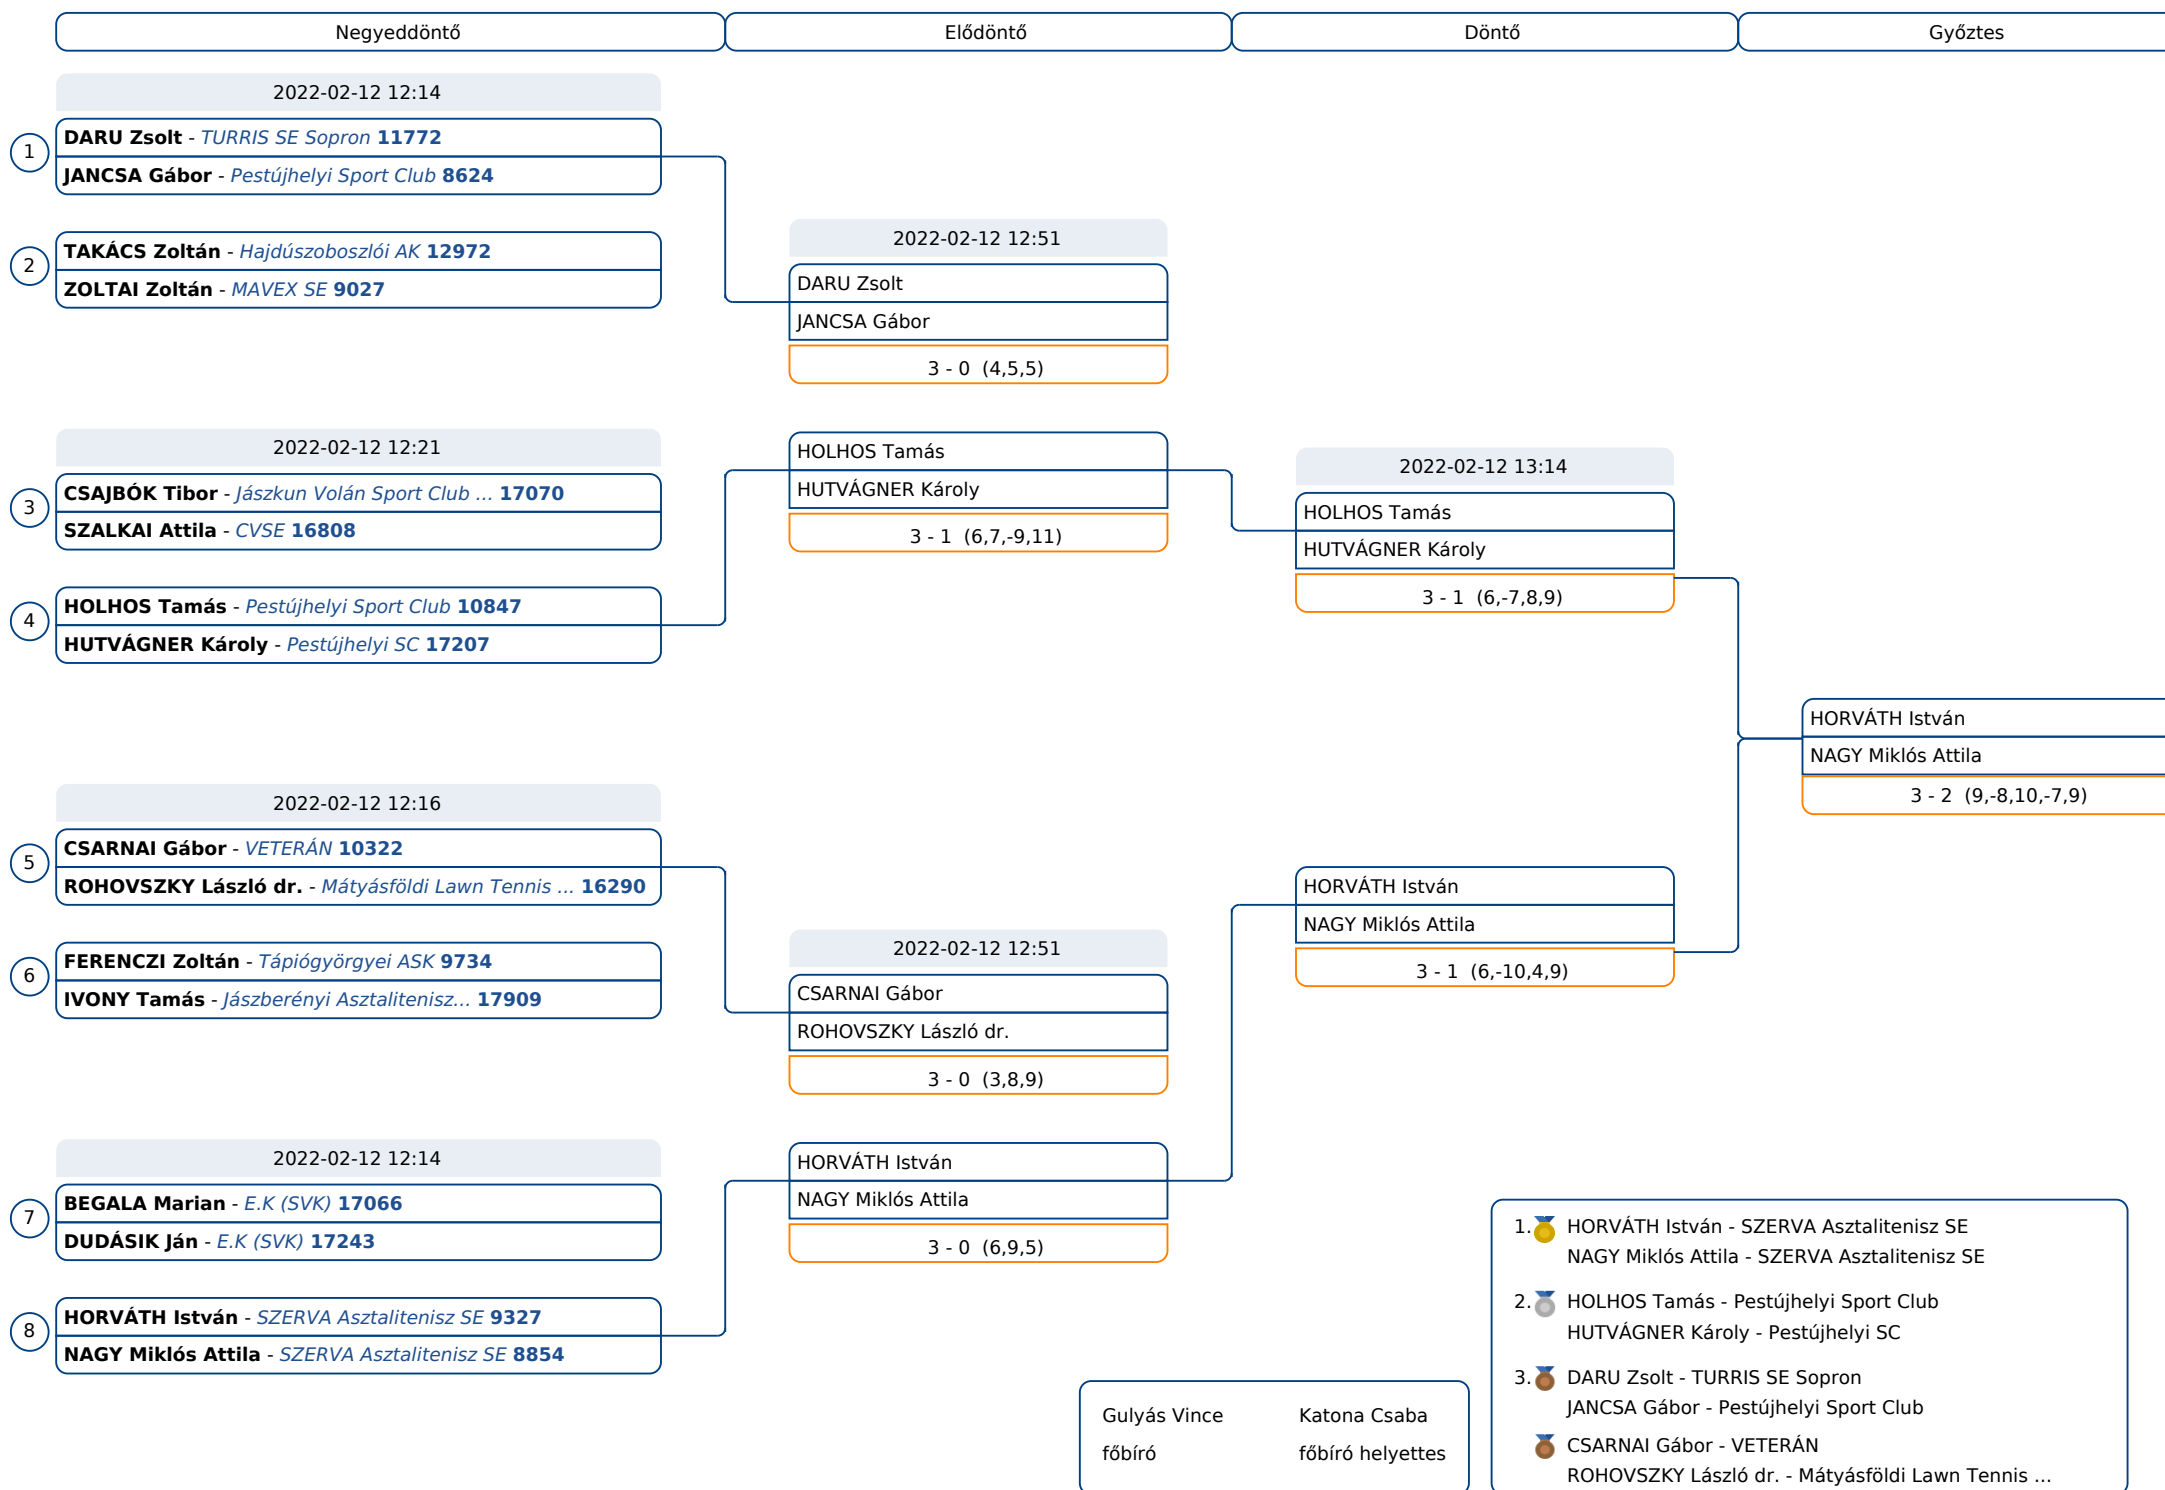 Negyeddöntő
Elődöntő
Döntő
Győztes
2022-02-12 12:14
1
DARU Zsolt - TURRIS SE Sopron 11772
JANCSA Gábor - Pestújhelyi Sport Club 8624
2
TAKÁCS Zoltán - Hajdúszoboszlói AK 12972
ZOLTAI Zoltán - MAVEX SE 9027
2022-02-12 12:21
3
CSAJBÓK Tibor - Jászkun Volán Sport Club ... 17070
SZALKAI Attila - CVSE 16808
4
HOLHOS Tamás - Pestújhelyi Sport Club 10847
HUTVÁGNER Károly - Pestújhelyi SC 17207
2022-02-12 12:16
5
CSARNAI Gábor - VETERÁN 10322
ROHOVSZKY László dr. - Mátyásföldi Lawn Tennis ... 16290
6
FERENCZI Zoltán - Tápiógyörgyei ASK 9734
IVONY Tamás - Jászberényi Asztalitenisz... 17909
2022-02-12 12:14
7
BEGALA Marian - E.K (SVK) 17066
DUDÁSIK Ján - E.K (SVK) 17243
8
HORVÁTH István - SZERVA Asztalitenisz SE 9327
NAGY Miklós Attila - SZERVA Asztalitenisz SE 8854
2022-02-12 12:51
DARU Zsolt
JANCSA Gábor
3 - 0 (4,5,5)
HOLHOS Tamás
HUTVÁGNER Károly
3 - 1 (6,7,-9,11)
2022-02-12 12:51
CSARNAI Gábor
ROHOVSZKY László dr.
3 - 0 (3,8,9)
HORVÁTH István
NAGY Miklós Attila
3 - 0 (6,9,5)
2022-02-12 13:14
HOLHOS Tamás
HUTVÁGNER Károly
3 - 1 (6,-7,8,9)
HORVÁTH István
NAGY Miklós Attila
3 - 1 (6,-10,4,9)
HORVÁTH István
NAGY Miklós Attila
3 - 2 (9,-8,10,-7,9)
Gulyás Vince
főbíró
Katona Csaba
főbíró helyettes
1. HORVÁTH István - SZERVA Asztalitenisz SE
NAGY Miklós Attila - SZERVA Asztalitenisz SE
2. HOLHOS Tamás - Pestújhelyi Sport Club
HUTVÁGNER Károly - Pestújhelyi SC
3. DARU Zsolt - TURRIS SE Sopron
JANCSA Gábor - Pestújhelyi Sport Club
CSARNAI Gábor - VETERÁN
ROHOVSZKY László dr. - Mátyásföldi Lawn Tennis ...